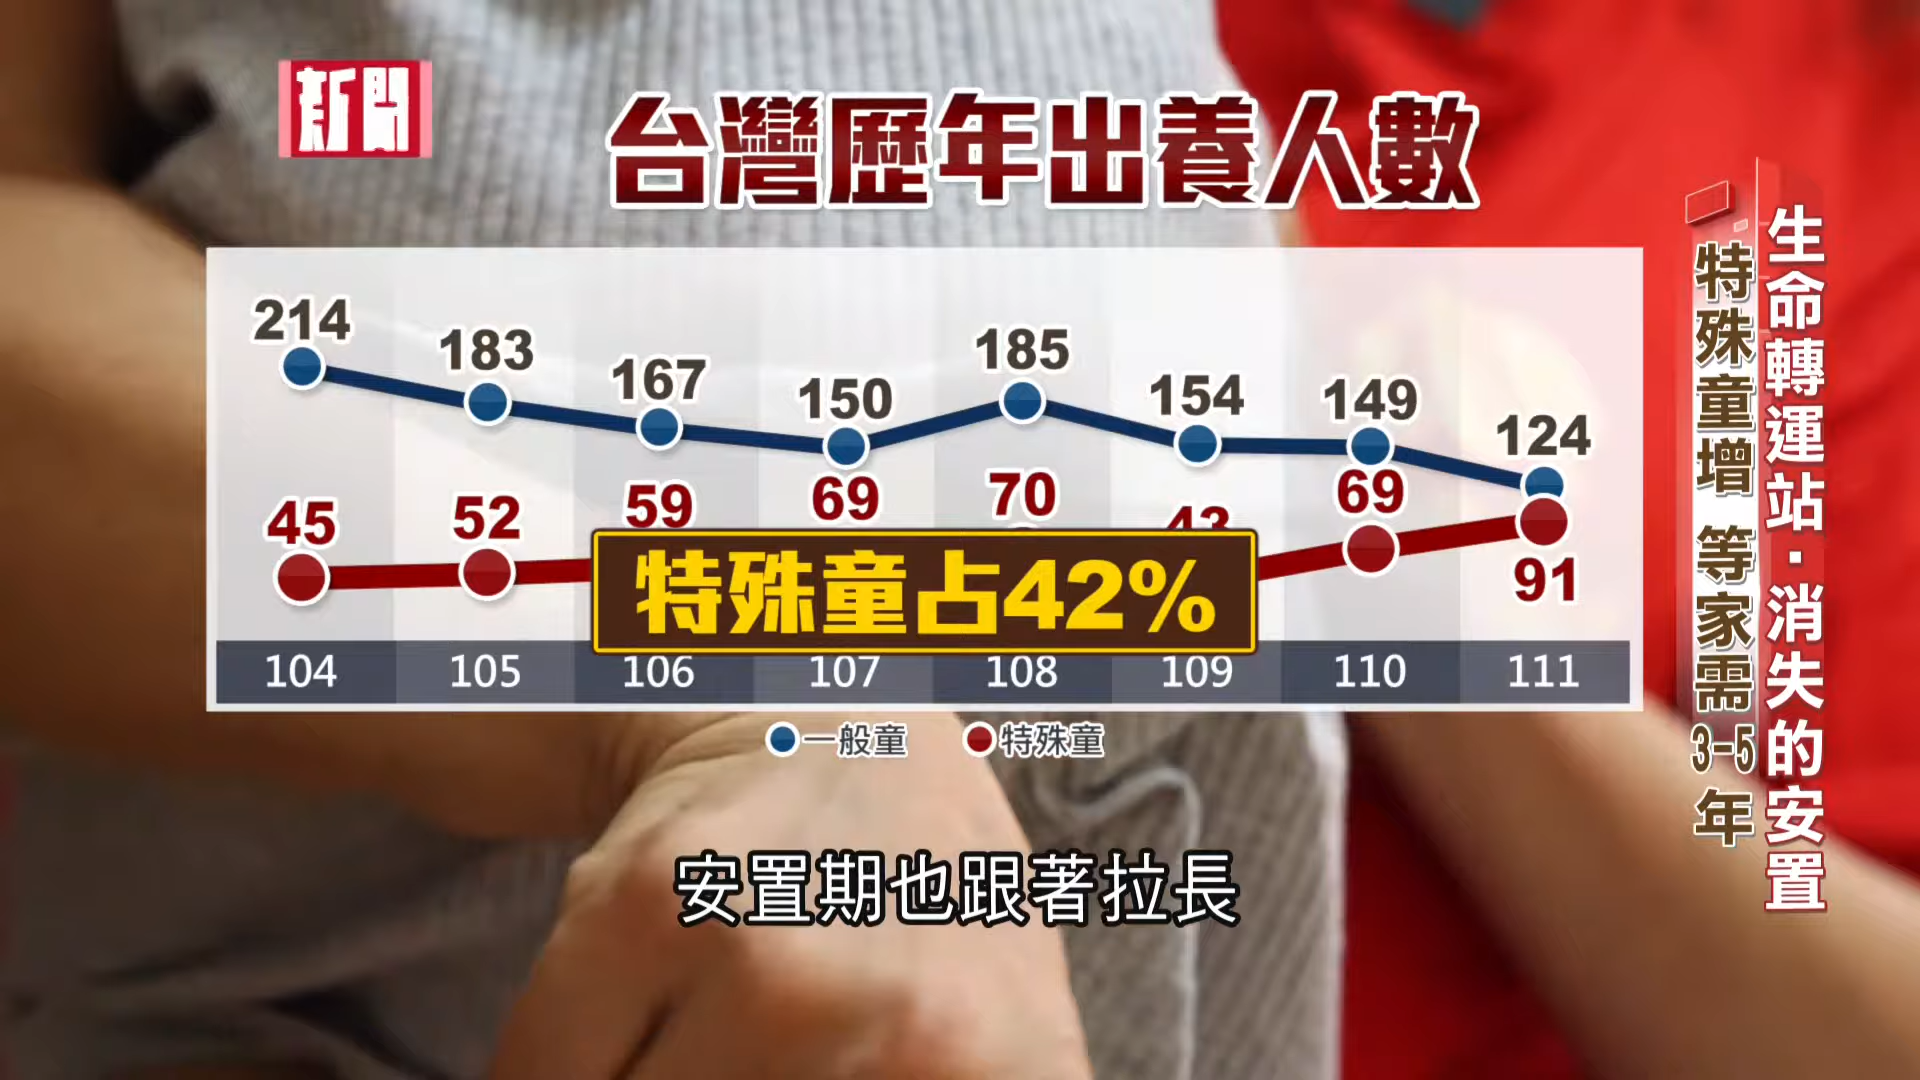 新聞
台灣歷年出養人數
214 183 167 150 185 154 149 124
45 52 59 69 70 43 69 91
特殊童占42%
104 105 106 107 108 109 110 111
一般童 特殊童
生命轉運站·消失的安置
特殊童增 等家需3-5年
安置期也跟著拉長